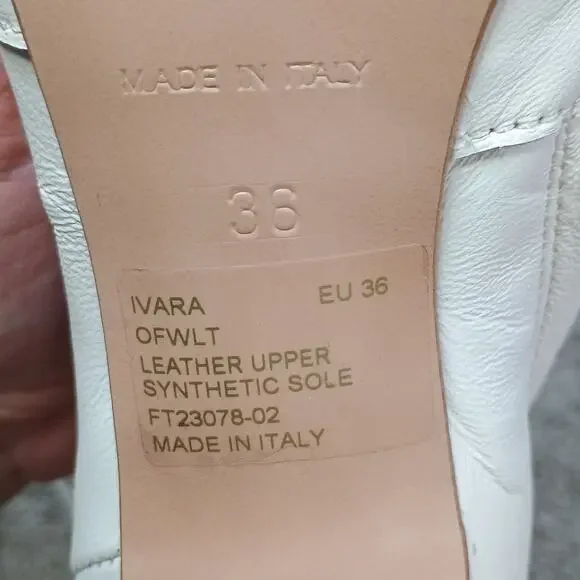 MADE IN ITALY
36
IVARA EU 36
OFWLT
LEATHER UPPER
SYNTHETIC SOLE
FT23078-02
MADE IN ITALY